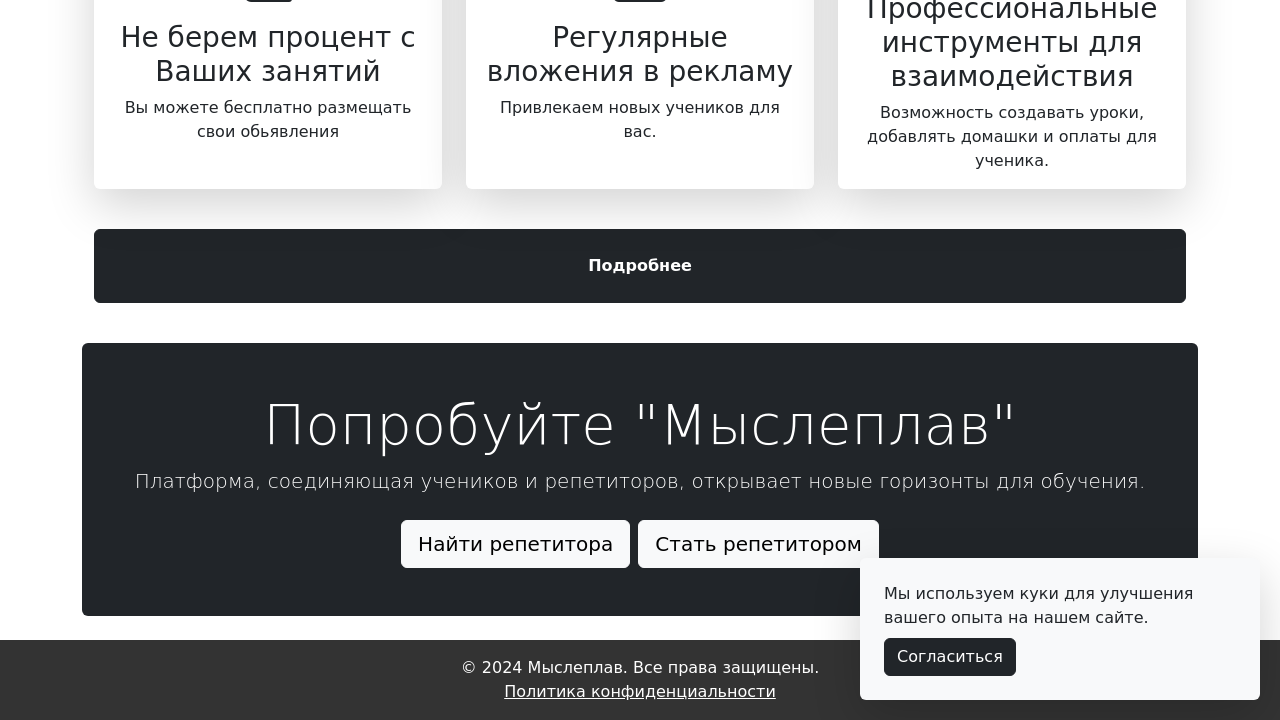 Не берем процент с
Ваших занятий
Вы можете бесплатно размещать
свои обьявления
Регулярные
вложения в рекламу
Привлекаем новых учеников для
вас.
Профессиональные
инструменты для
взаимодействия
Возможность создавать уроки,
добавлять домашки и оплаты для
ученика.
Подробнее
Попробуйте "Мыслеплав"
Платформа, соединяющая учеников и репетиторов, открывает новые горизонты для обучения.
Найти репетитора
Стать репетитором
Мы используем куки для улучшения
вашего опыта на нашем сайте.
Согласиться
© 2024 Мыслеплав. Все права защищены.
Политика конфиденциальности